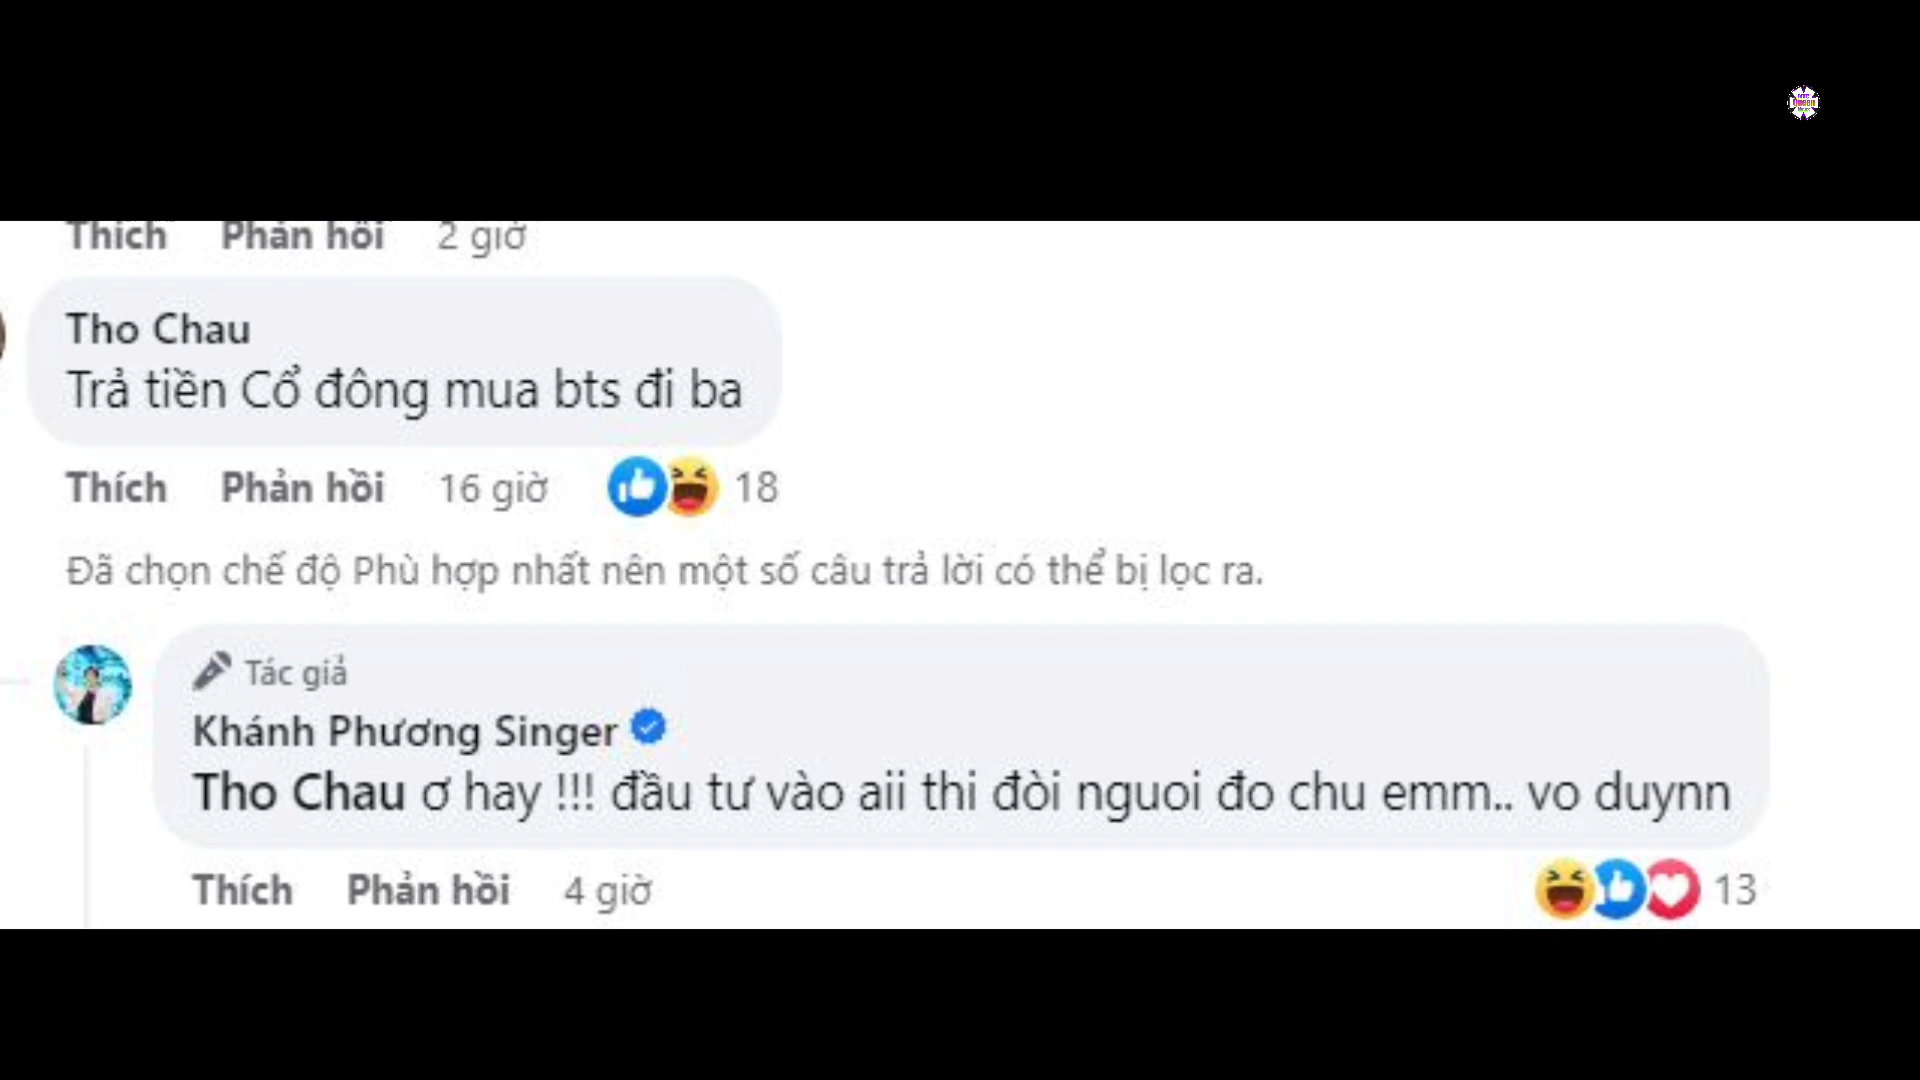 Thích Phản hồi 2 giờ
Tho Chau
Trả tiền Cổ đông mua bts đi ba
Thích Phản hồi 16 giờ 18
Đã chọn chế độ Phù hợp nhất nên một số câu trả lời có thể bị lọc ra.
Tác giả
Khánh Phương Singer
Tho Chau ơ hay !!! đầu tư vào aii thi đòi nguoi đo chu emm.. vo duynn
Thích Phản hồi 4 giờ 13